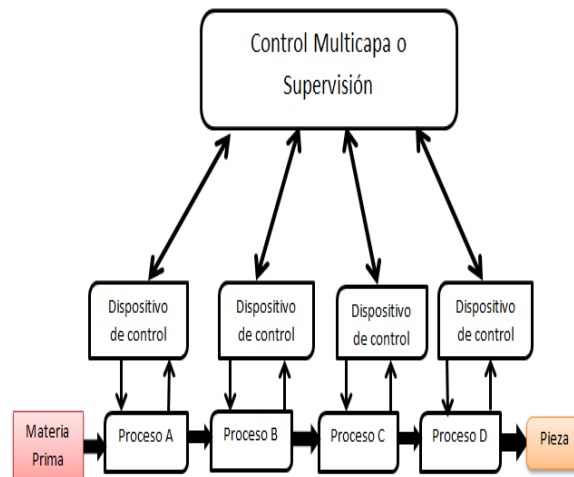 Control Multicapa o
Supervisión
Dispositivo
de control
Dispositivo
de control
Dispositivo
de control
Dispositivo
de control
Materia
Prima
Proceso A
Proceso B
Proceso C
Proceso D
Pieza